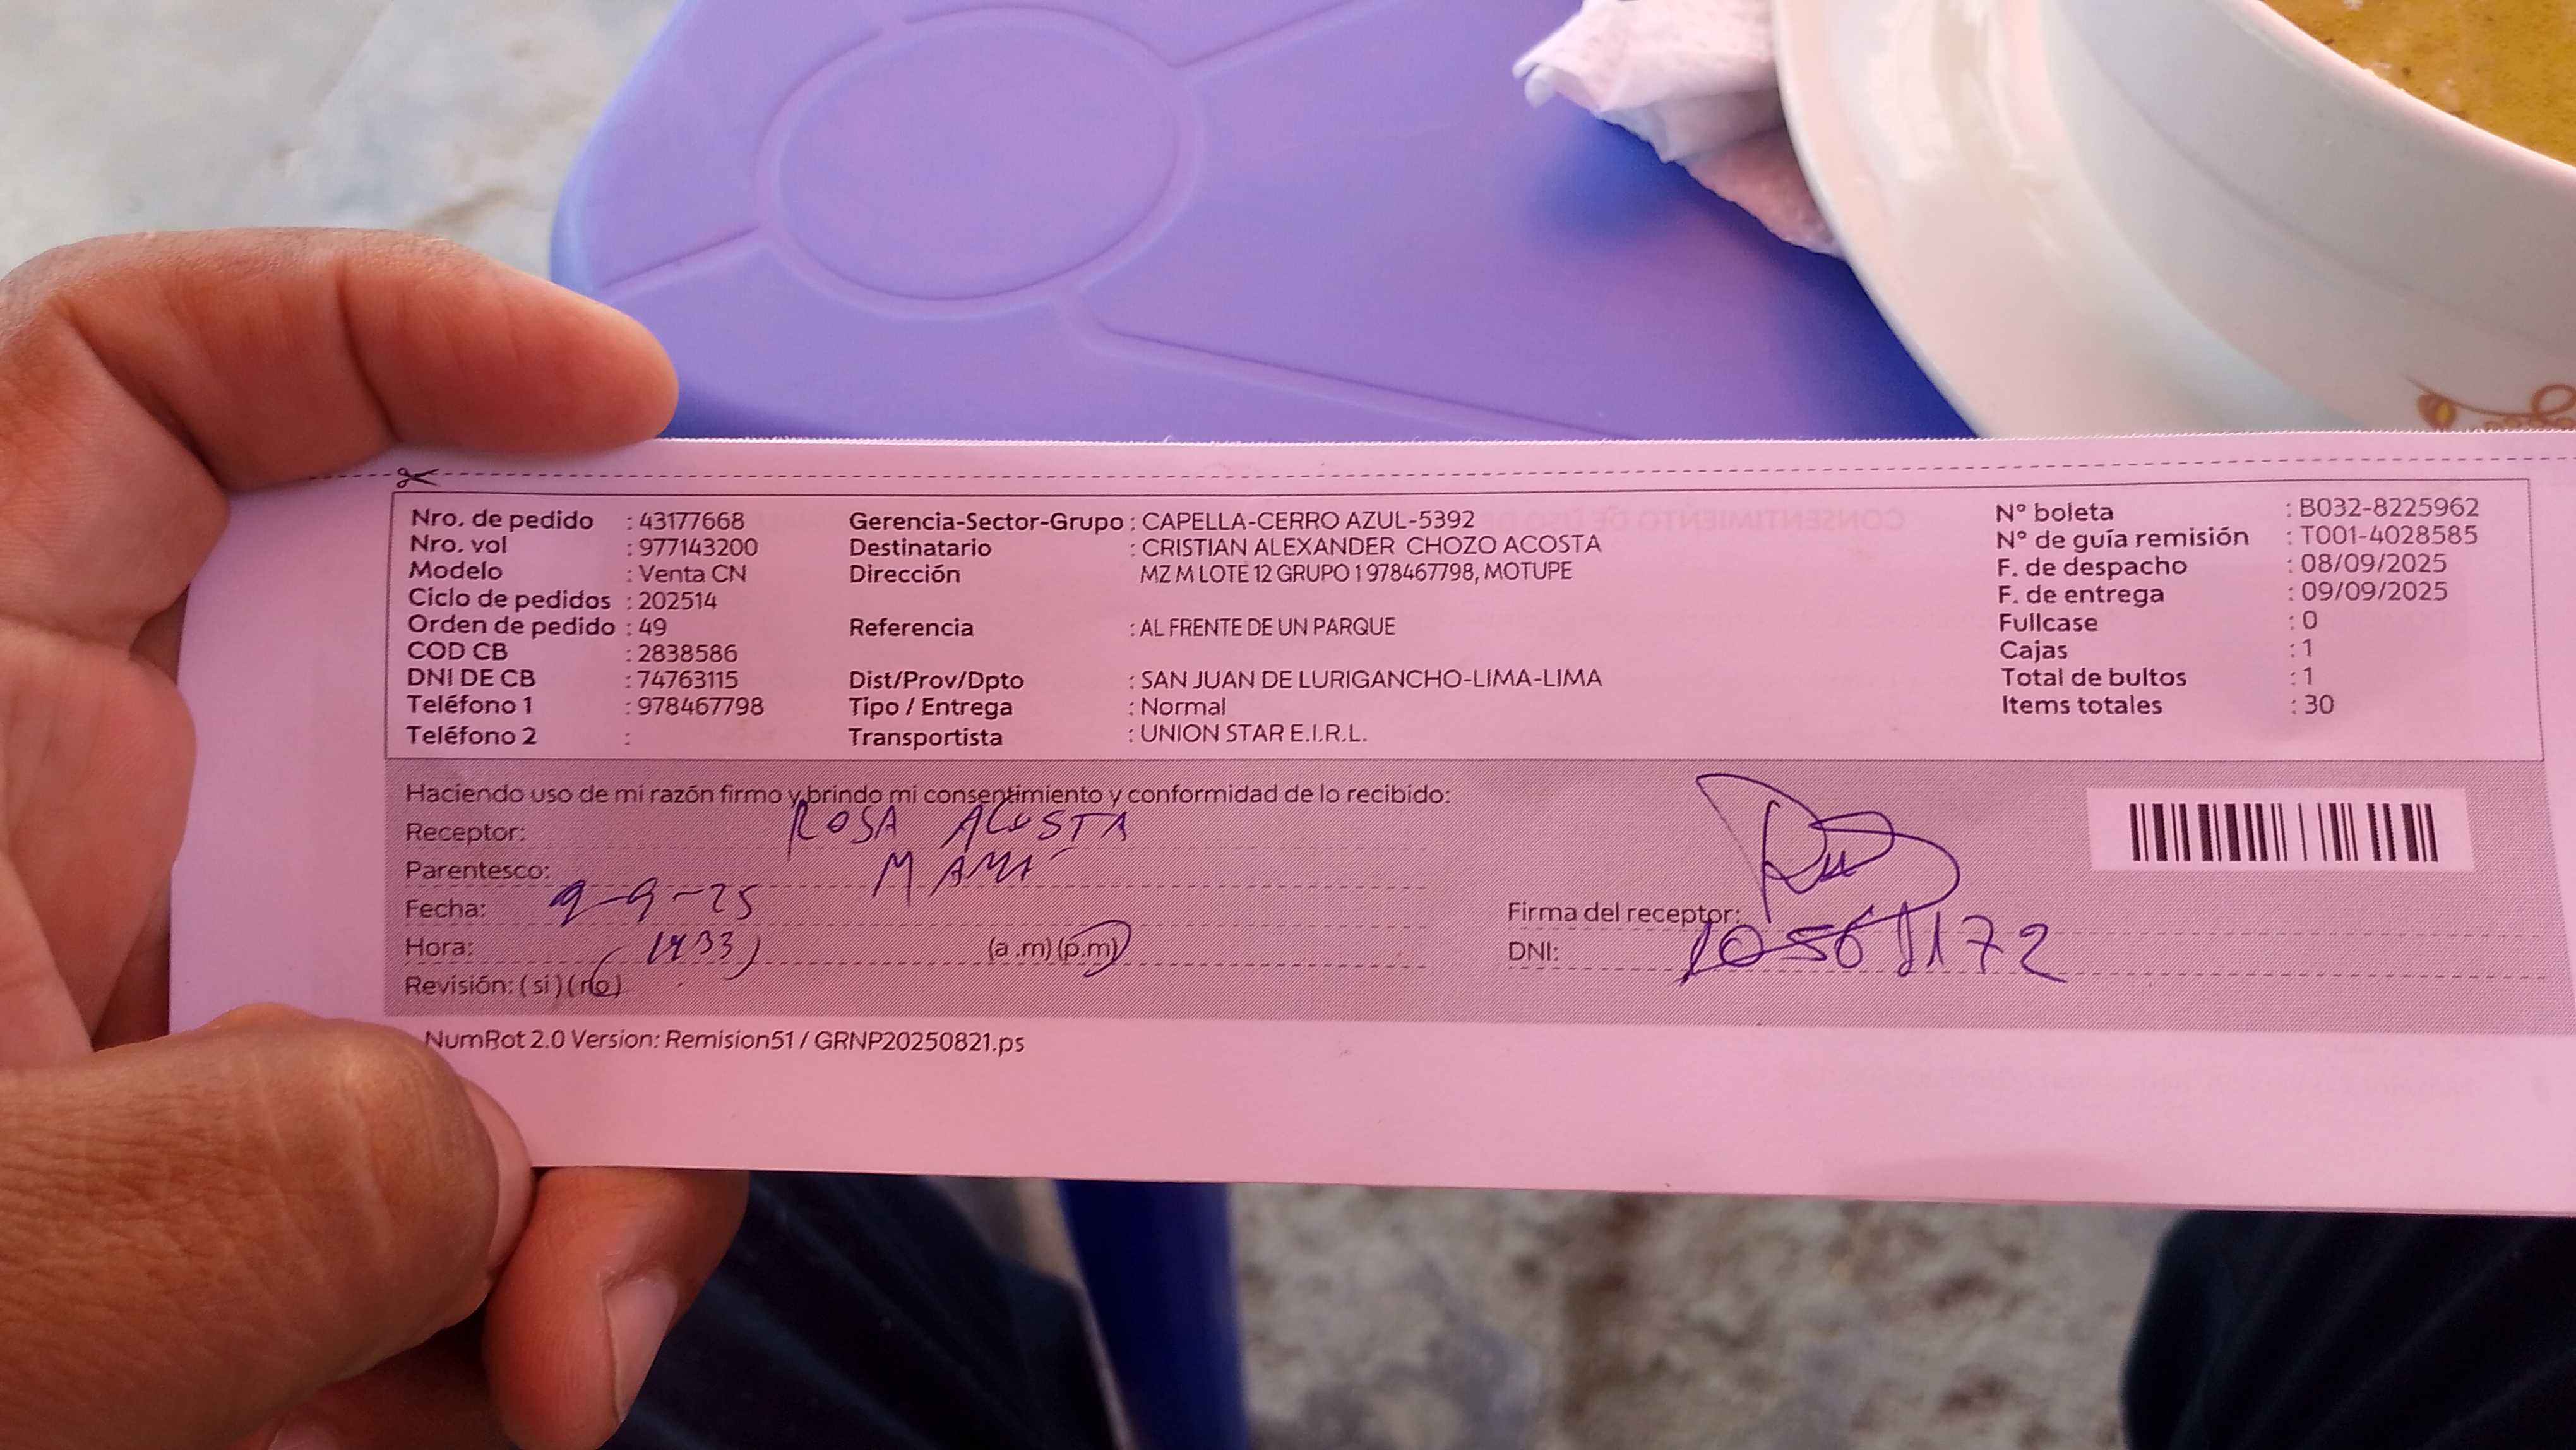 Nro. de pedido : 43177668
Nro. vol : 977143200
Modelo : Venta CN
Ciclo de pedidos : 202514
Orden de pedido : 49
COD CB : 2838586
DNI DE CB : 74763115
Teléfono 1 : 978467798
Teléfono 2 :
Gerencia-Sector-Grupo : CAPELLA-CERRO AZUL-5392
Destinatario : CRISTIAN ALEXANDER CHOZO ACOSTA
Dirección MZ M LOTE 12 GRUPO 1 978467798, MOTUPE
Referencia : AL FRENTE DE UN PARQUE
Dist/Prov/Dpto : SAN JUAN DE LURIGANCHO-LIMA-LIMA
Tipo / Entrega : Normal
Transportista : UNION STAR E.I.R.L.
N° boleta : B032-8225962
N° de guía remisión : T001-4028585
F. de despacho : 08/09/2025
F. de entrega : 09/09/2025
Fullcase : 0
Cajas : 1
Total de bultos : 1
Items totales : 30
Haciendo uso de mi razón firmo y brindo mi consentimiento y conformidad de lo recibido:
Receptor: ROSA ACOSTA
Parentesco: MAMÁ
Fecha: 9-9-25
Hora: (a .m) (p.m)
Revisión: ( si ) ( no )
Firma del receptor:
DNI:
NumRot 2.0 Version: Remision51 / GRNP20250821.ps